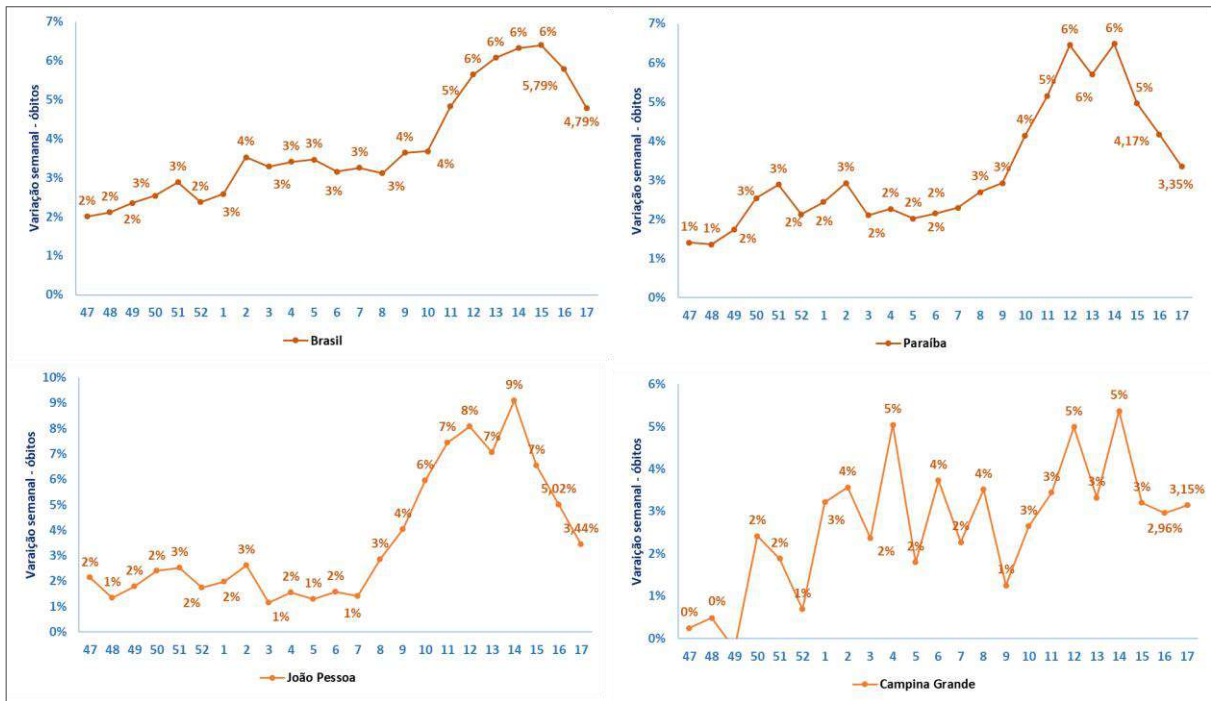 Variação semanal - óbitos
7%
6%
5%
4%
3%
2%
1%
0%
2% 2% 2% 3% 3% 2% 3% 4% 3% 3% 3% 3% 3% 3% 4% 4% 5% 6% 6% 6% 6% 5,79% 4,79%
47 48 49 50 51 52 1 2 3 4 5 6 7 8 9 10 11 12 13 14 15 16 17
Brasil
Variação semanal - óbitos
7%
6%
5%
4%
3%
2%
1%
0%
1% 1% 2% 3% 3% 2% 2% 3% 2% 2% 2% 2% 2% 3% 3% 4% 5% 6% 6% 6% 5% 4,17% 3,35%
47 48 49 50 51 52 1 2 3 4 5 6 7 8 9 10 11 12 13 14 15 16 17
Paraíba
Varaição semanal - óbitos
10%
9%
8%
7%
6%
5%
4%
3%
2%
1%
0%
2% 1% 2% 2% 3% 2% 2% 3% 1% 2% 1% 2% 1% 3% 4% 6% 7% 8% 7% 9% 7% 5,02% 3,44%
47 48 49 50 51 52 1 2 3 4 5 6 7 8 9 10 11 12 13 14 15 16 17
João Pessoa
Varaição semanal - óbitos
6%
5%
4%
3%
2%
1%
0%
0% 0% 2% 2% 1% 3% 4% 2% 5% 2% 4% 2% 4% 1% 3% 3% 5% 3% 5% 3% 2,96% 3,15%
47 48 49 50 51 52 1 2 3 4 5 6 7 8 9 10 11 12 13 14 15 16 17
Campina Grande